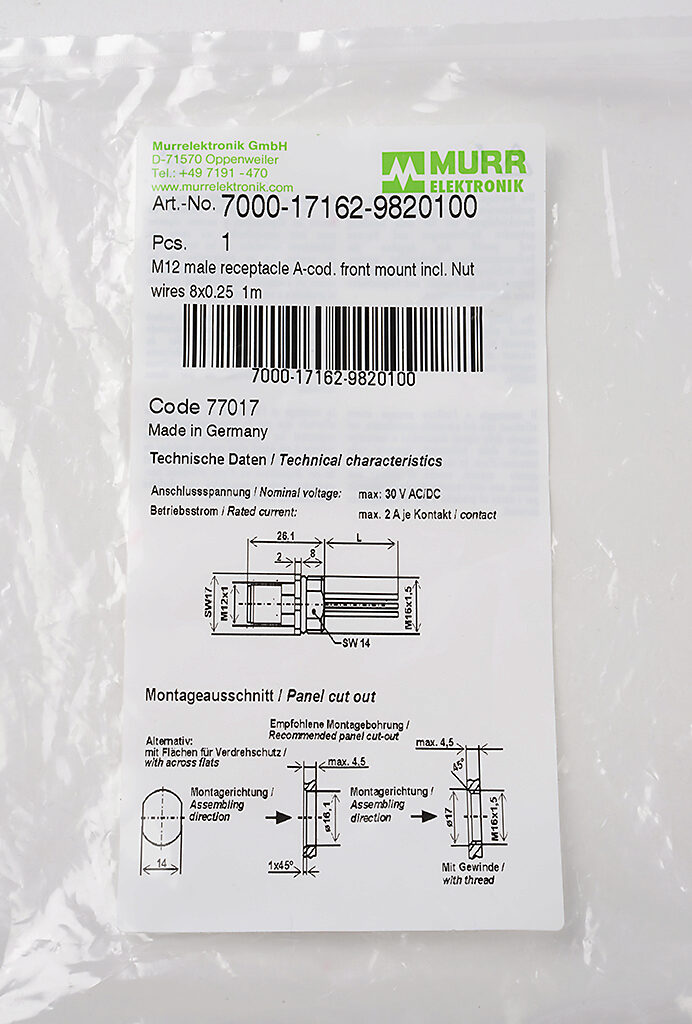 Murrelektronik GmbH
D-71570 Oppenweiler
Tel.: +49 7191 -470
www.murrelektronik.com
MURR
ELEKTRONIK
Art.-No. 7000-17162-9820100
Pcs. 1
M12 male receptacle A-cod. front mount incl. Nut
wires 8x0.25 1m
7000-17162-9820100
Code 77017
Made in Germany
Technische Daten / Technical characteristics
Anschlussspannung / Nominal voltage: max: 30 V AC/DC
Betriebsstrom / Rated current: max. 2 A je Kontakt / contact
26.1 L
2 8
SW17
M12x1
M16x1,5
SW 14
Montageausschnitt / Panel cut out
Empfohlene Montagebohrung /
Recommended panel cut-out
Alternativ:
mit Flächen für Verdrehschutz /
with across flats
max. 4,5
max. 4,5
45°
Montagerichtung /
Assembling
direction
Montagerichtung /
Assembling
direction
ø16,1
ø17
M16x1,5
14
1x45°
Mit Gewinde /
with thread